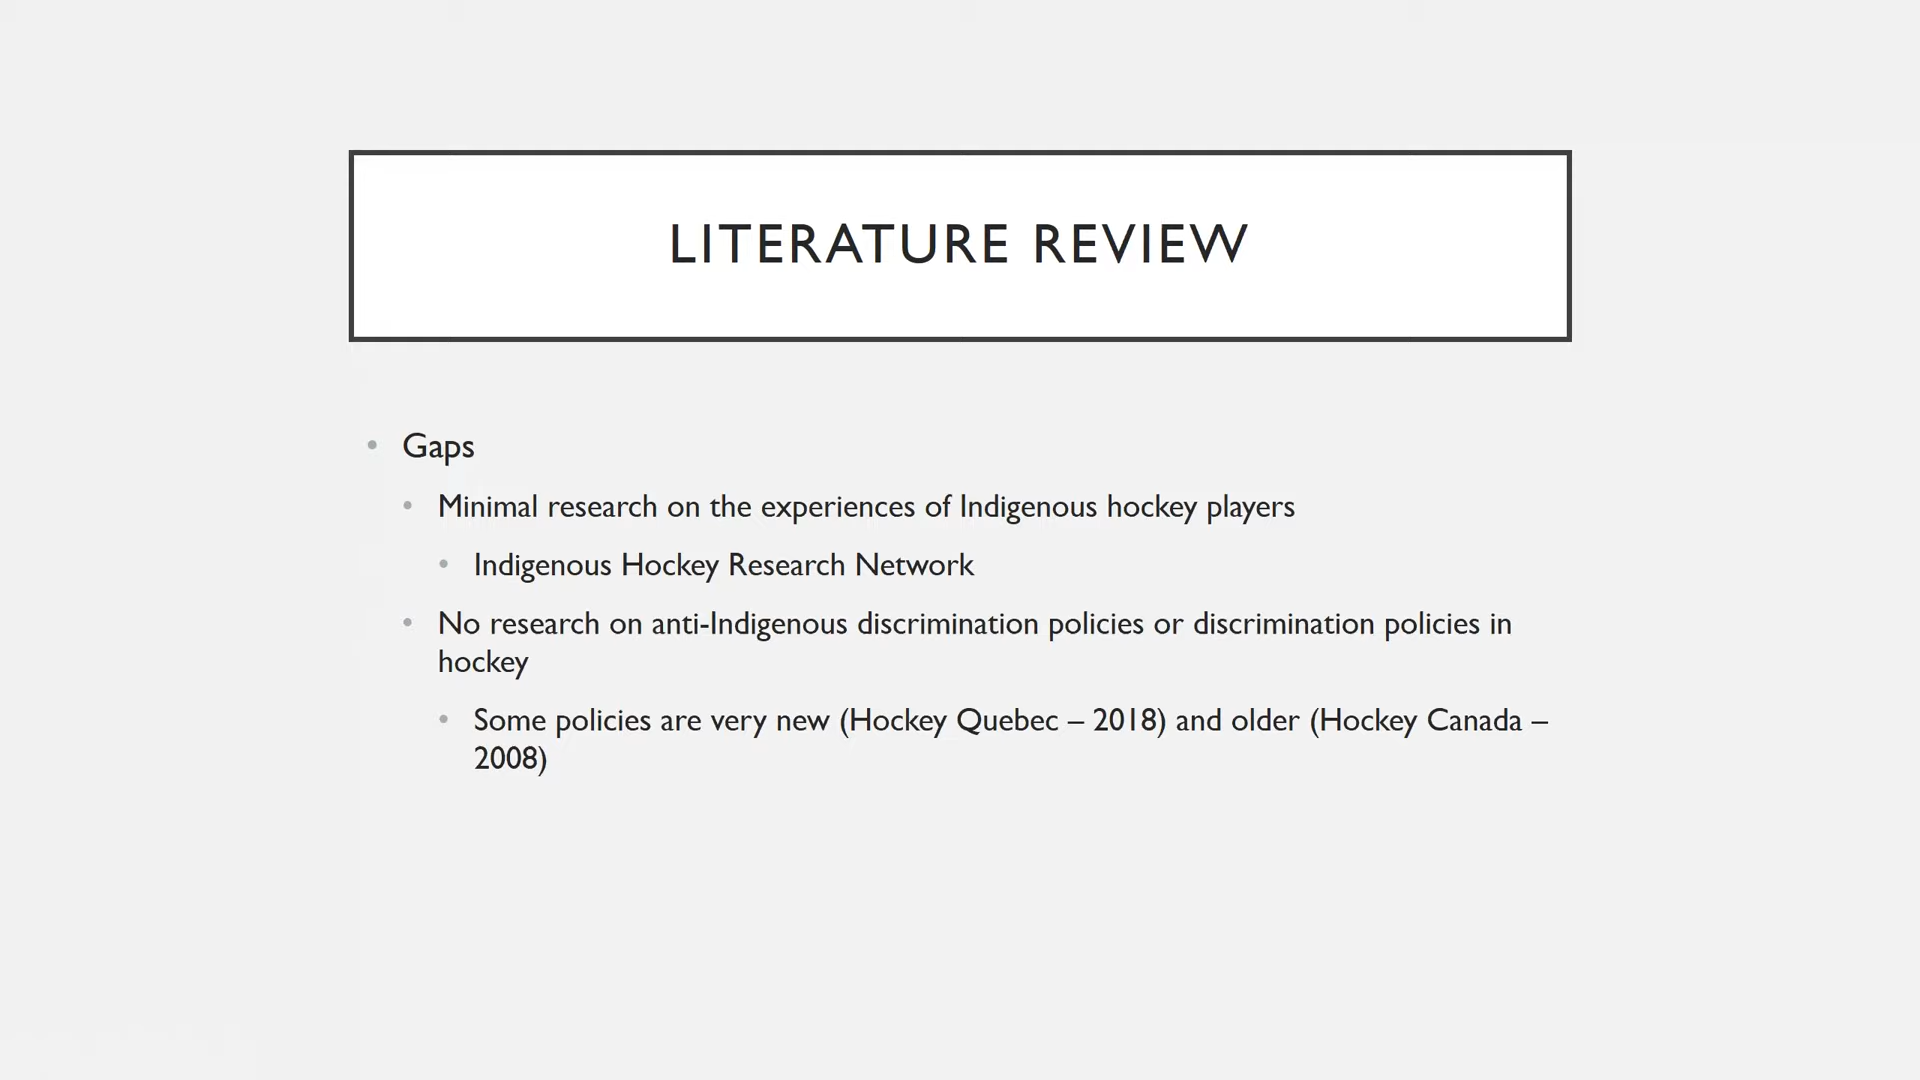 LITERATURE REVIEW
• Gaps
• Minimal research on the experiences of Indigenous hockey players
• Indigenous Hockey Research Network
• No research on anti-Indigenous discrimination policies or discrimination policies in
hockey
• Some policies are very new (Hockey Quebec – 2018) and older (Hockey Canada –
2008)